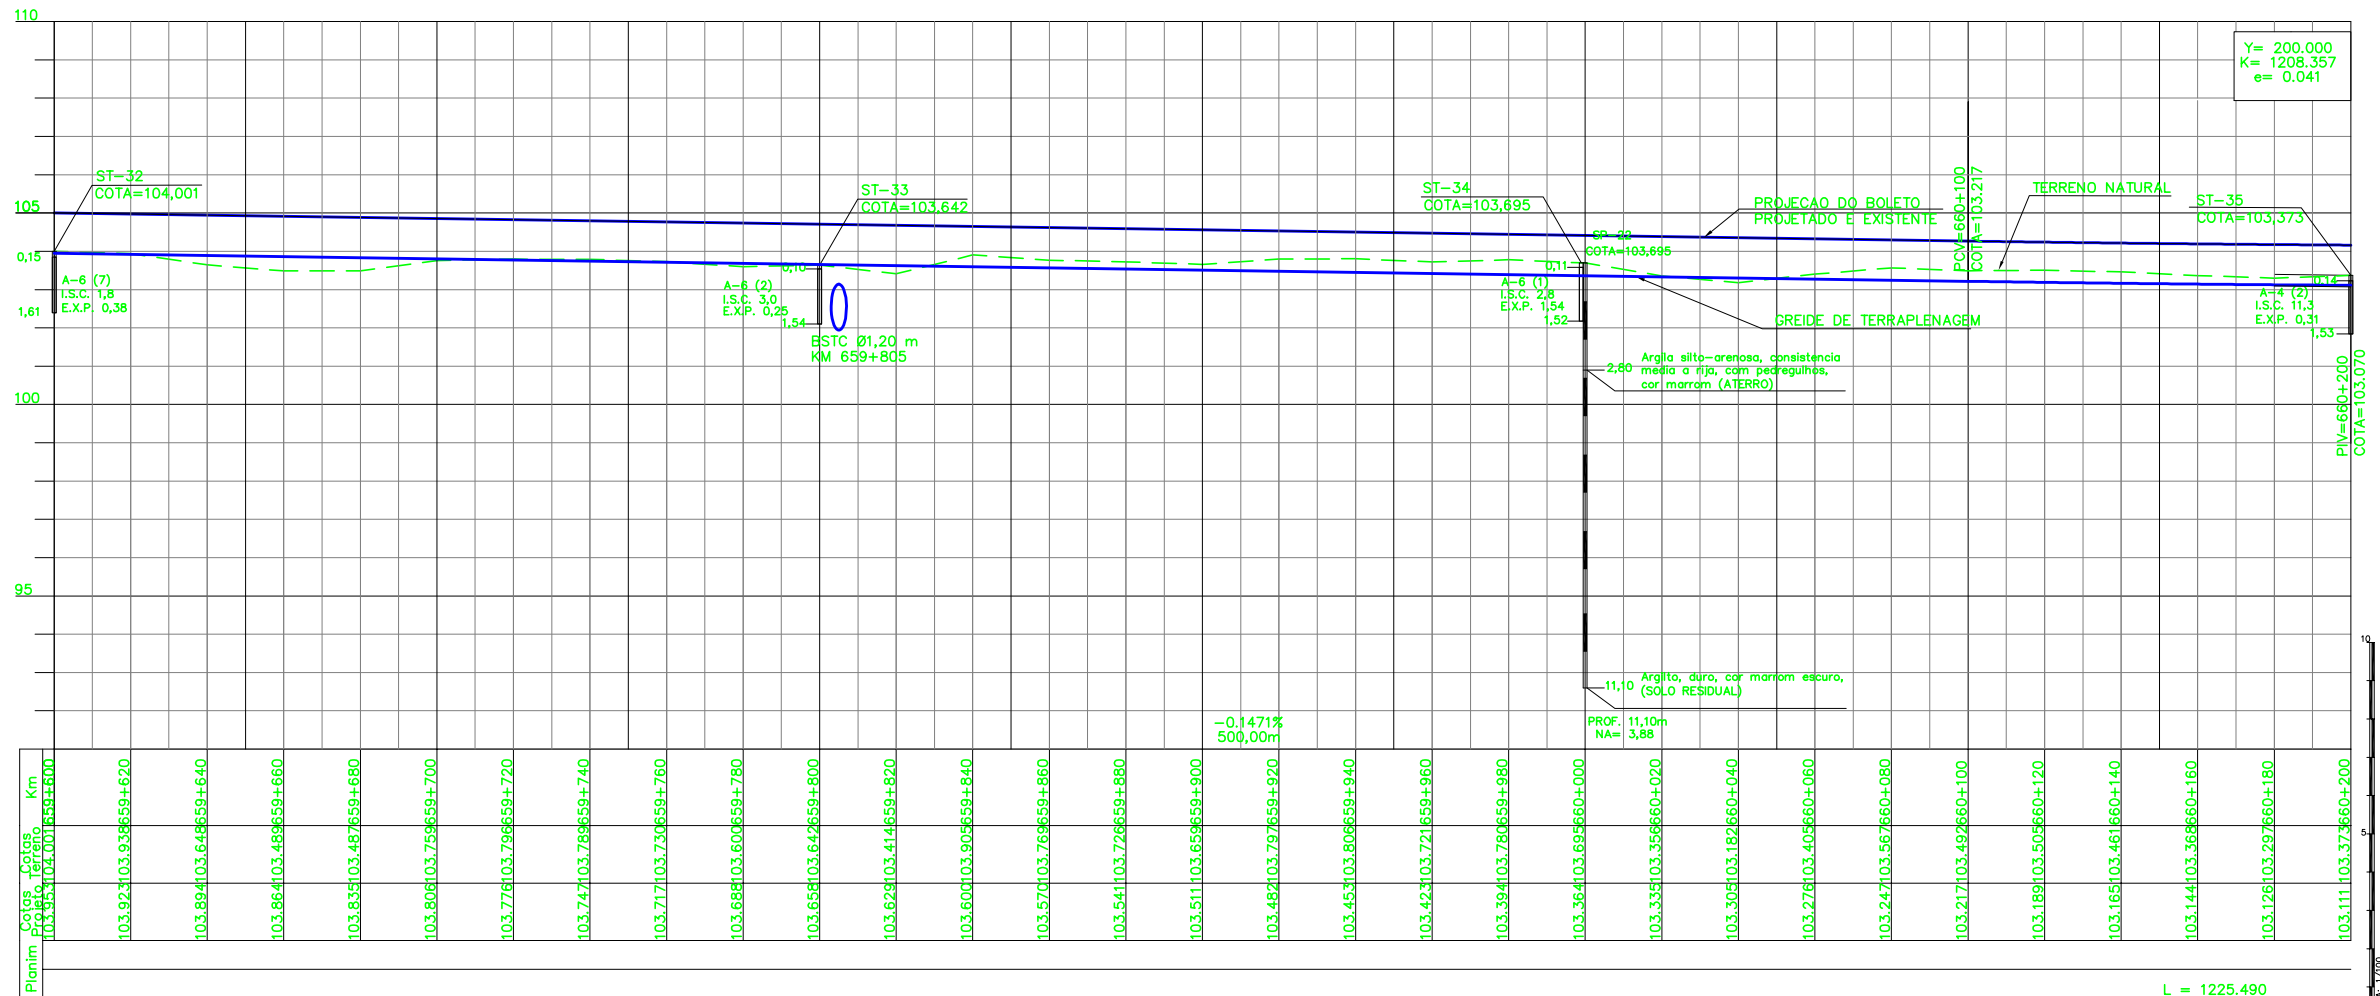 110
Y= 200.000
K= 1208.357
e= 0.041
ST-32
COTA=104,001
ST-33
COTA=103,642
ST-34
COTA=103,695
PROJECAO DO BOLETO
PROJETADO E EXISTENTE
PCV=660+100
COTA=103.217
TERRENO NATURAL
ST-35
COTA=103,373
105
SP-22
COTA=103,695
0,15
A-6 (7)
I.S.C. 1,8
E.X.P. 0,38
1,61
0,10
A-6 (2)
I.S.C. 3,0
E.X.P. 0,25
1,54
BSTC Ø1,20 m
KM 659+805
0,11
A-6 (1)
I.S.C. 2,8
E.X.P. 1,54
1,52
GREIDE DE TERRAPLENAGEM
0,14
A-4 (2)
I.S.C. 11,3
E.X.P. 0,31
1,53
PIV=660+200
COTA=103.070
2,80
Argila silto-arenosa, consistencia
media a rija, com pedregulhos,
cor marrom (ATERRO)
100
95
11,10
Argilto, duro, cor marrom escuro,
(SOLO RESIDUAL)
PROF. 11,10m
NA= 3,88
-0.1471%
500,00m
10
5
Km
Cotas Terreno
Cotas Projeto
Planim
659+600 659+620 659+640 659+660 659+680 659+700 659+720 659+740 659+760 659+780 659+800 659+820 659+840 659+860 659+880 659+900 659+920 659+940 659+960 659+980 660+000 660+020 660+040 660+060 660+080 660+100 660+120 660+140 660+160 660+180 660+200
104.001 103.938 103.648 103.489 103.487 103.759 103.796 103.789 103.730 103.600 103.642 103.414 103.905 103.769 103.726 103.659 103.797 103.806 103.721 103.780 103.695 103.356 103.182 103.405 103.567 103.492 103.505 103.461 103.368 103.297 103.373
103.953 103.923 103.894 103.864 103.835 103.806 103.776 103.747 103.717 103.688 103.658 103.629 103.600 103.570 103.541 103.511 103.482 103.453 103.423 103.394 103.364 103.335 103.305 103.276 103.247 103.217 103.189 103.165 103.144 103.126 103.111
L = 1225.490